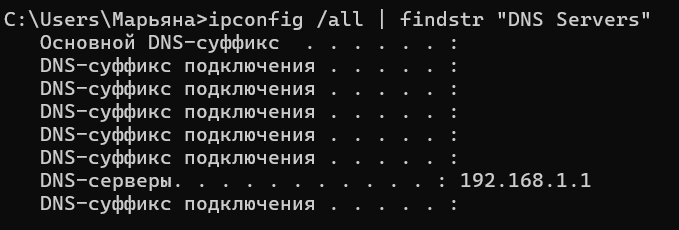 C:\Users\Марьяна>ipconfig /all | findstr "DNS Servers"
Основной DNS-суффикс  . . . . . . :
DNS-суффикс подключения . . . . . :
DNS-суффикс подключения . . . . . :
DNS-суффикс подключения . . . . . :
DNS-суффикс подключения . . . . . :
DNS-суффикс подключения . . . . . :
DNS-серверы. . . . . . . . . . . : 192.168.1.1
DNS-суффикс подключения . . . . . :